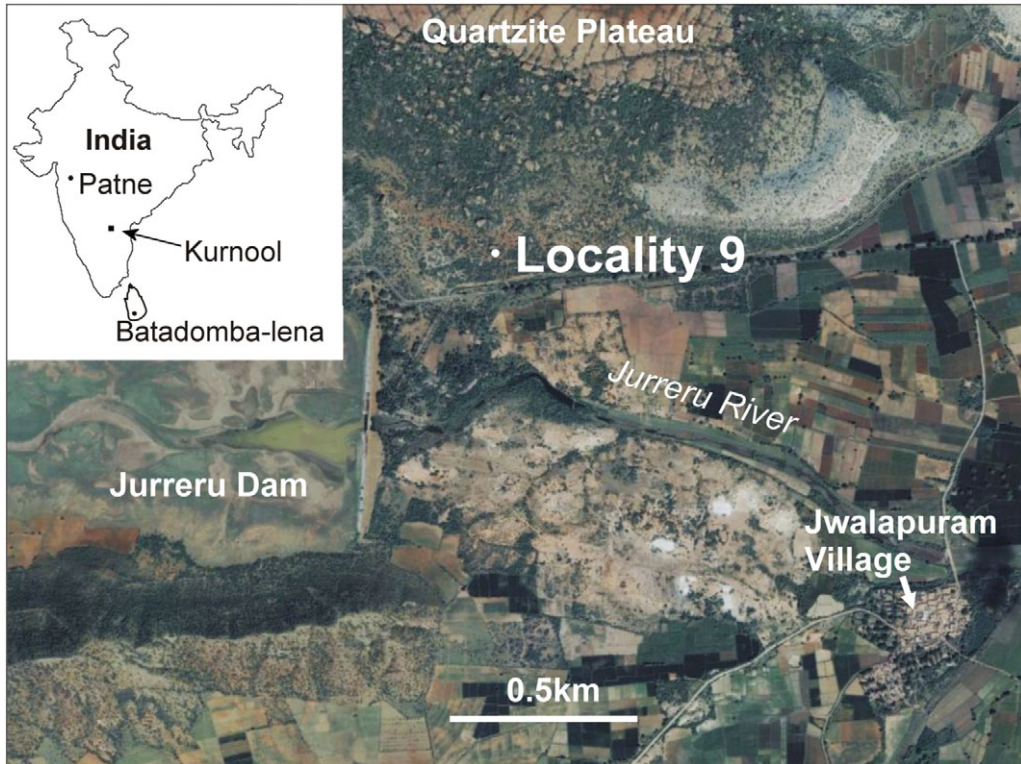 Quartzite Plateau
India
Patne
Kurnool
Batadomba-lena
Locality 9
Jurreru River
Jurreru Dam
Jwalapuram
Village
0.5km